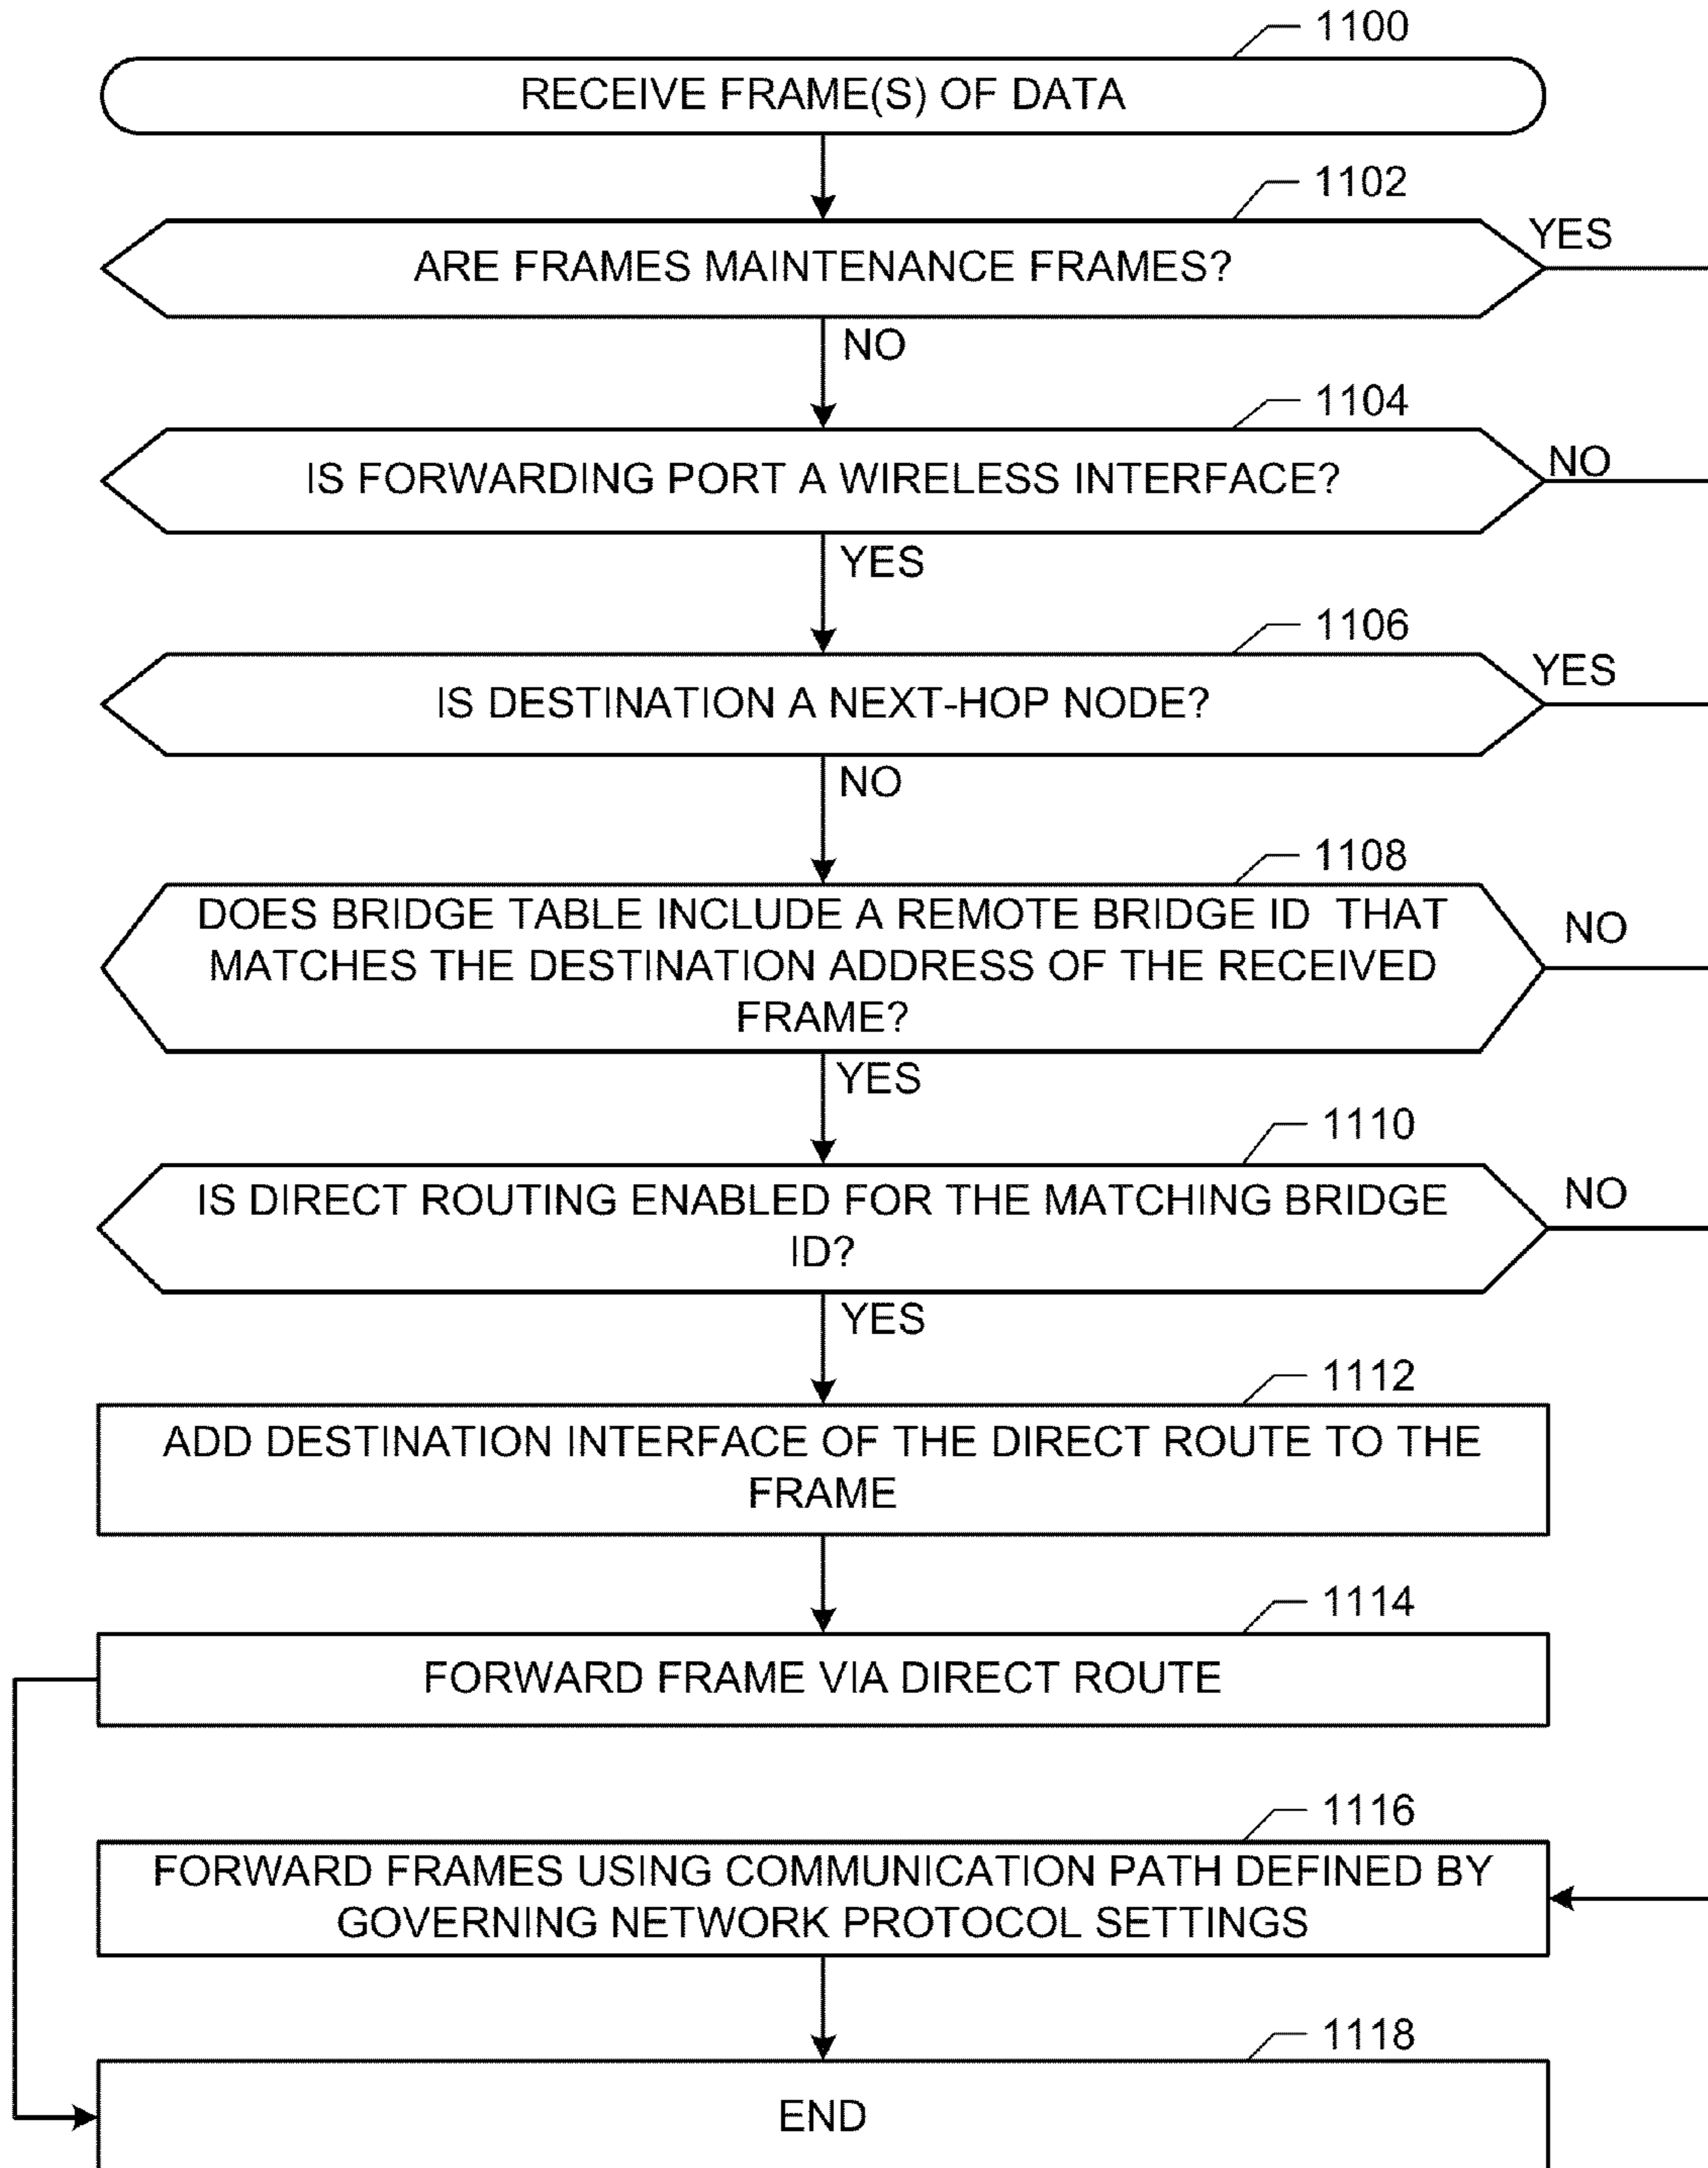 1100
RECEIVE FRAME(S) OF DATA
1102
YES
ARE FRAMES MAINTENANCE FRAMES?
NO
1104
IS FORWARDING PORT A WIRELESS INTERFACE?
NO
YES
1106
YES
IS DESTINATION A NEXT-HOP NODE?
NO
1108
DOES BRIDGE TABLE INCLUDE A REMOTE BRIDGE ID THAT
NO
MATCHES THE DESTINATION ADDRESS OF THE RECEIVED
FRAME?
YES
1110
IS DIRECT ROUTING ENABLED FOR THE MATCHING BRIDGE
NO
ID?
YES
1112
ADD DESTINATION INTERFACE OF THE DIRECT ROUTE TO THE
FRAME
1114
FORWARD FRAME VIA DIRECT ROUTE
1116
FORWARD FRAMES USING COMMUNICATION PATH DEFINED BY
GOVERNING NETWORK PROTOCOL SETTINGS
1118
END